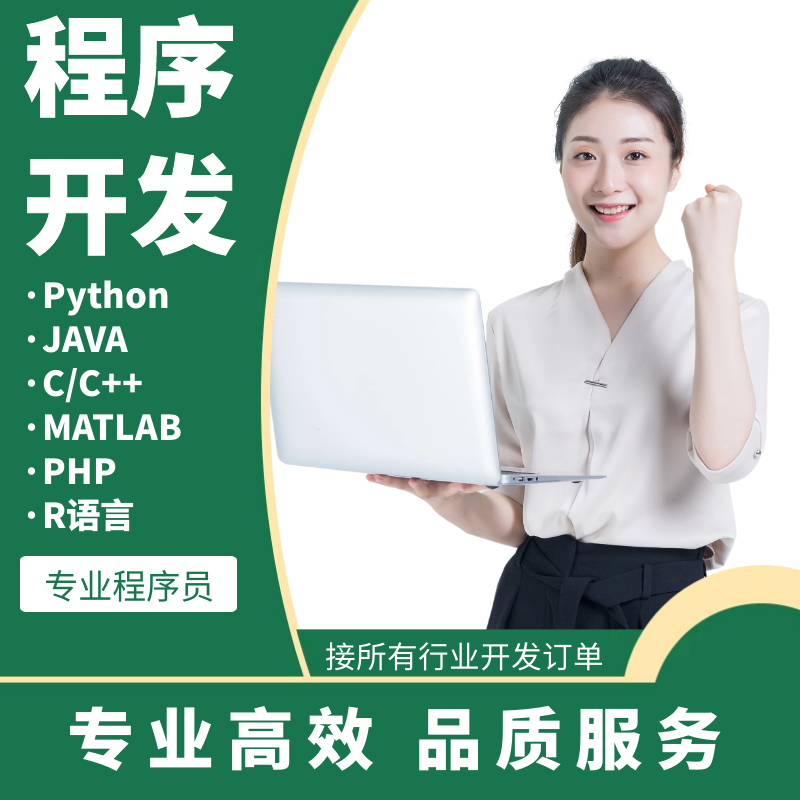 程序
开发
·Python
·JAVA
·C/C++
·MATLAB
·PHP
·R语言
专业程序员
接所有行业开发订单
专业高效 品质服务